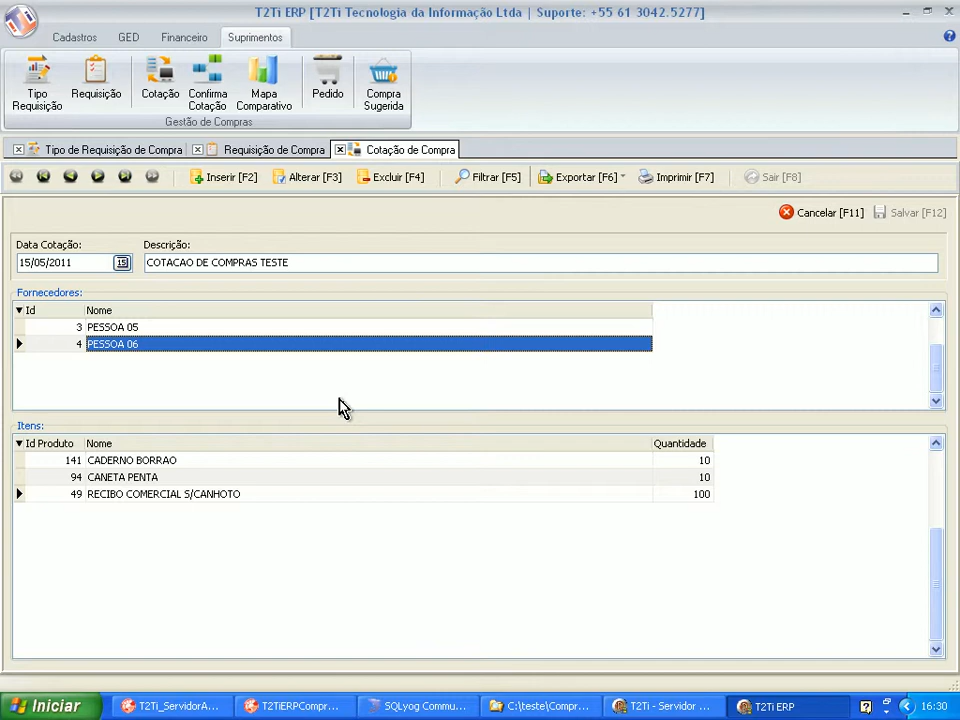 T2Ti ERP [T2Ti Tecnologia da Informação Ltda | Suporte: +55 61 3042.5277]
Cadastros GED Financeiro Suprimentos
Tipo Requisição Requisição Cotação Confirma Cotação Mapa Comparativo Pedido Compra Sugerida
Gestão de Compras
Tipo de Requisição de Compra Requisição de Compra Cotação de Compra
Inserir [F2] Alterar [F3] Excluir [F4] Filtrar [F5] Exportar [F6] Imprimir [F7] Sair [F8]
Cancelar [F11] Salvar [F12]
Data Cotação: Descrição:
15/05/2011 15 COTACAO DE COMPRAS TESTE
Fornecedores:
Id Nome
3 PESSOA 05
4 PESSOA 06
Itens:
Id Produto Nome Quantidade
141 CADERNO BORRAO 10
94 CANETA PENTA 10
49 RECIBO COMERCIAL S/CANHOTO 100
Iniciar T2Ti_ServidorA... T2TiERPCompr... SQLyog Commu... C:\teste\Compr... T2Ti - Servidor ... T2Ti ERP 16:30